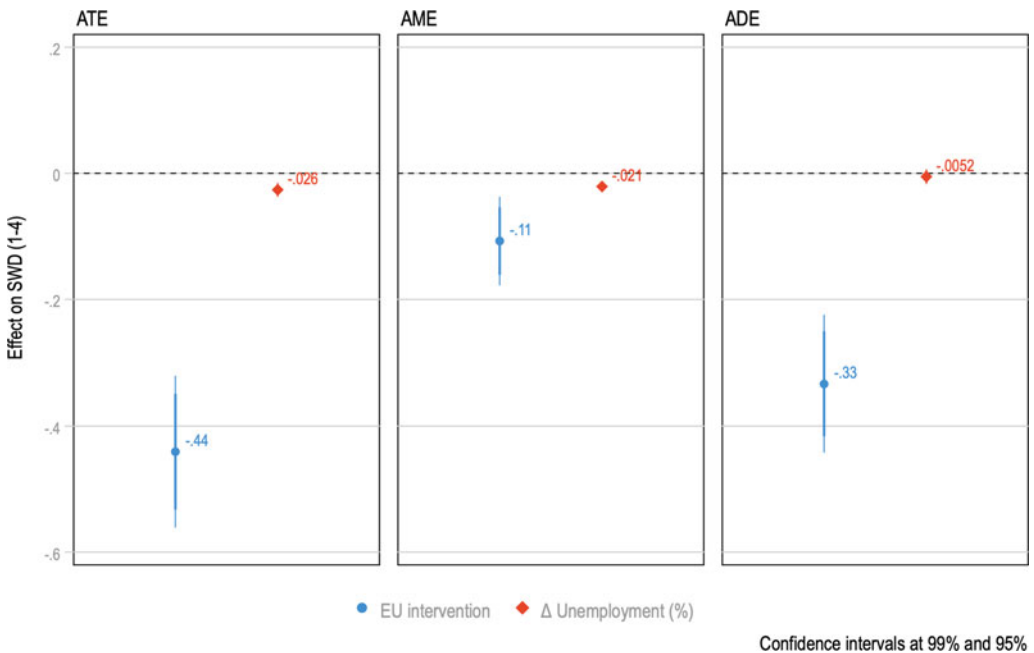 ATE
AME
ADE
Effect on SWD (1-4)
.2
0
-.2
-.4
-.6
-.026
-.44
-.021
-.11
-.0052
-.33
EU intervention
Δ Unemployment (%)
Confidence intervals at 99% and 95%